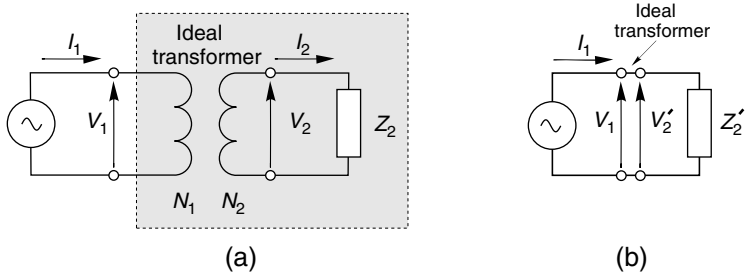 Ideal
transformer
I₁
I₂
V₁
V₂
Z₂
N₁ N₂
(a)
Ideal
transformer
I₁
V₁
V₂′
Z₂′
(b)